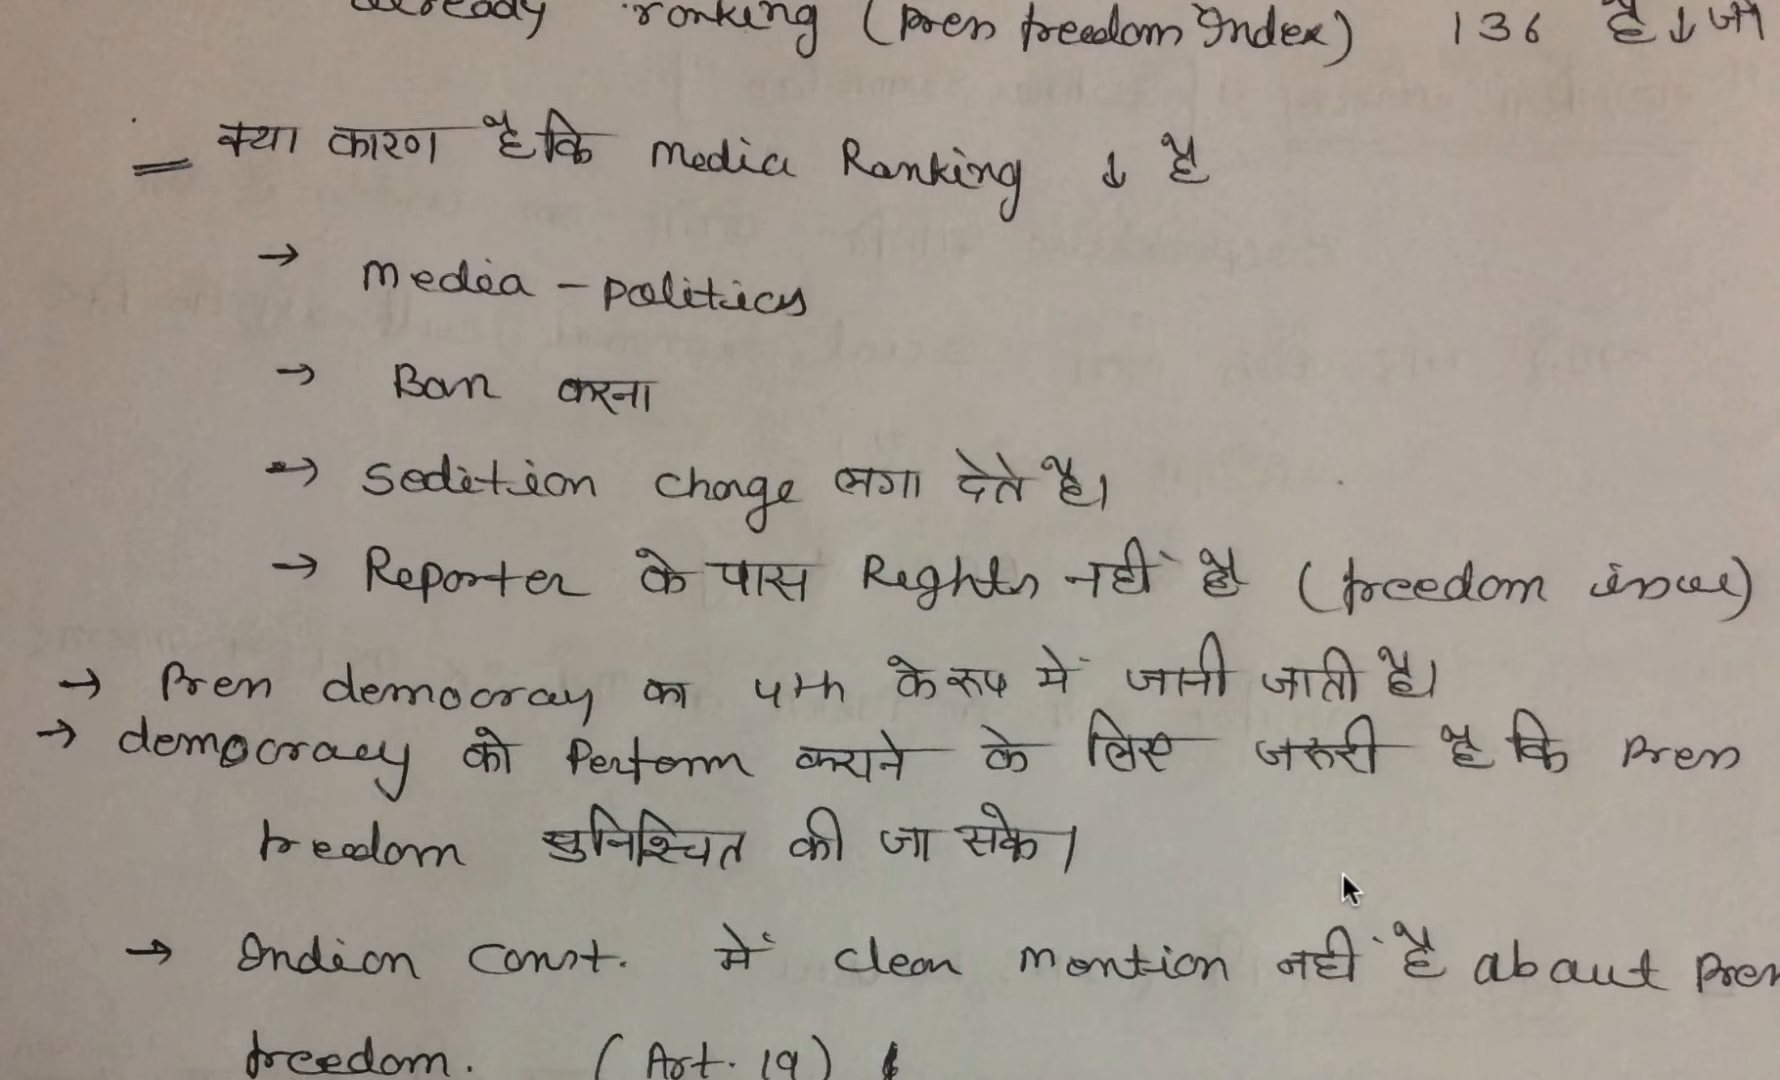 already ranking (Press freedom Index) 136 है ↓ जो
= क्या कारण है कि media Ranking ↓ है
→ media - politics
→ Ban करना
→ Sedition charge लगा देते है।
→ Reporter के पास Rights नहीं है (freedom issue)
→ Press democracy का 4th के रूप में जानी जाती है।
→ democracy को Perform कराने के लिए जरूरी है कि Press
freedom सुनिश्चित की जा सके।
→ Indian Const. में clear mention नहीं है about Press
freedom. (Art. 19)